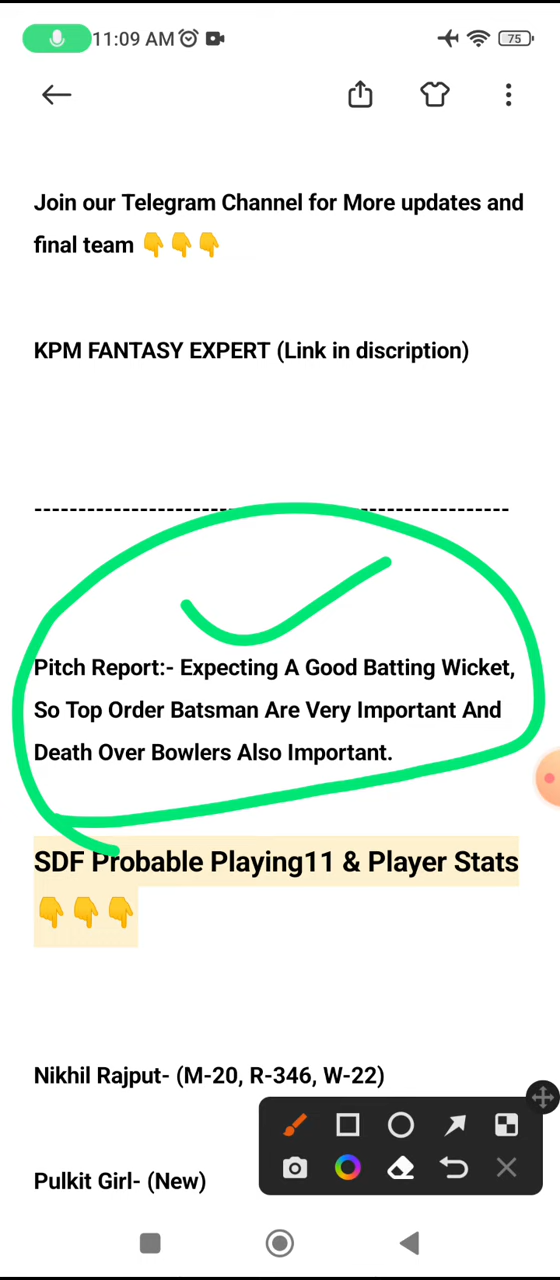 11:09 AM
75
Join our Telegram Channel for More updates and
final team 👇👇👇
KPM FANTASY EXPERT (Link in discription)
--------------------------------------------------------
Pitch Report:- Expecting A Good Batting Wicket,
So Top Order Batsman Are Very Important And
Death Over Bowlers Also Important.
SDF Probable Playing11 & Player Stats
👇👇👇
Nikhil Rajput- (M-20, R-346, W-22)
Pulkit Girl- (New)